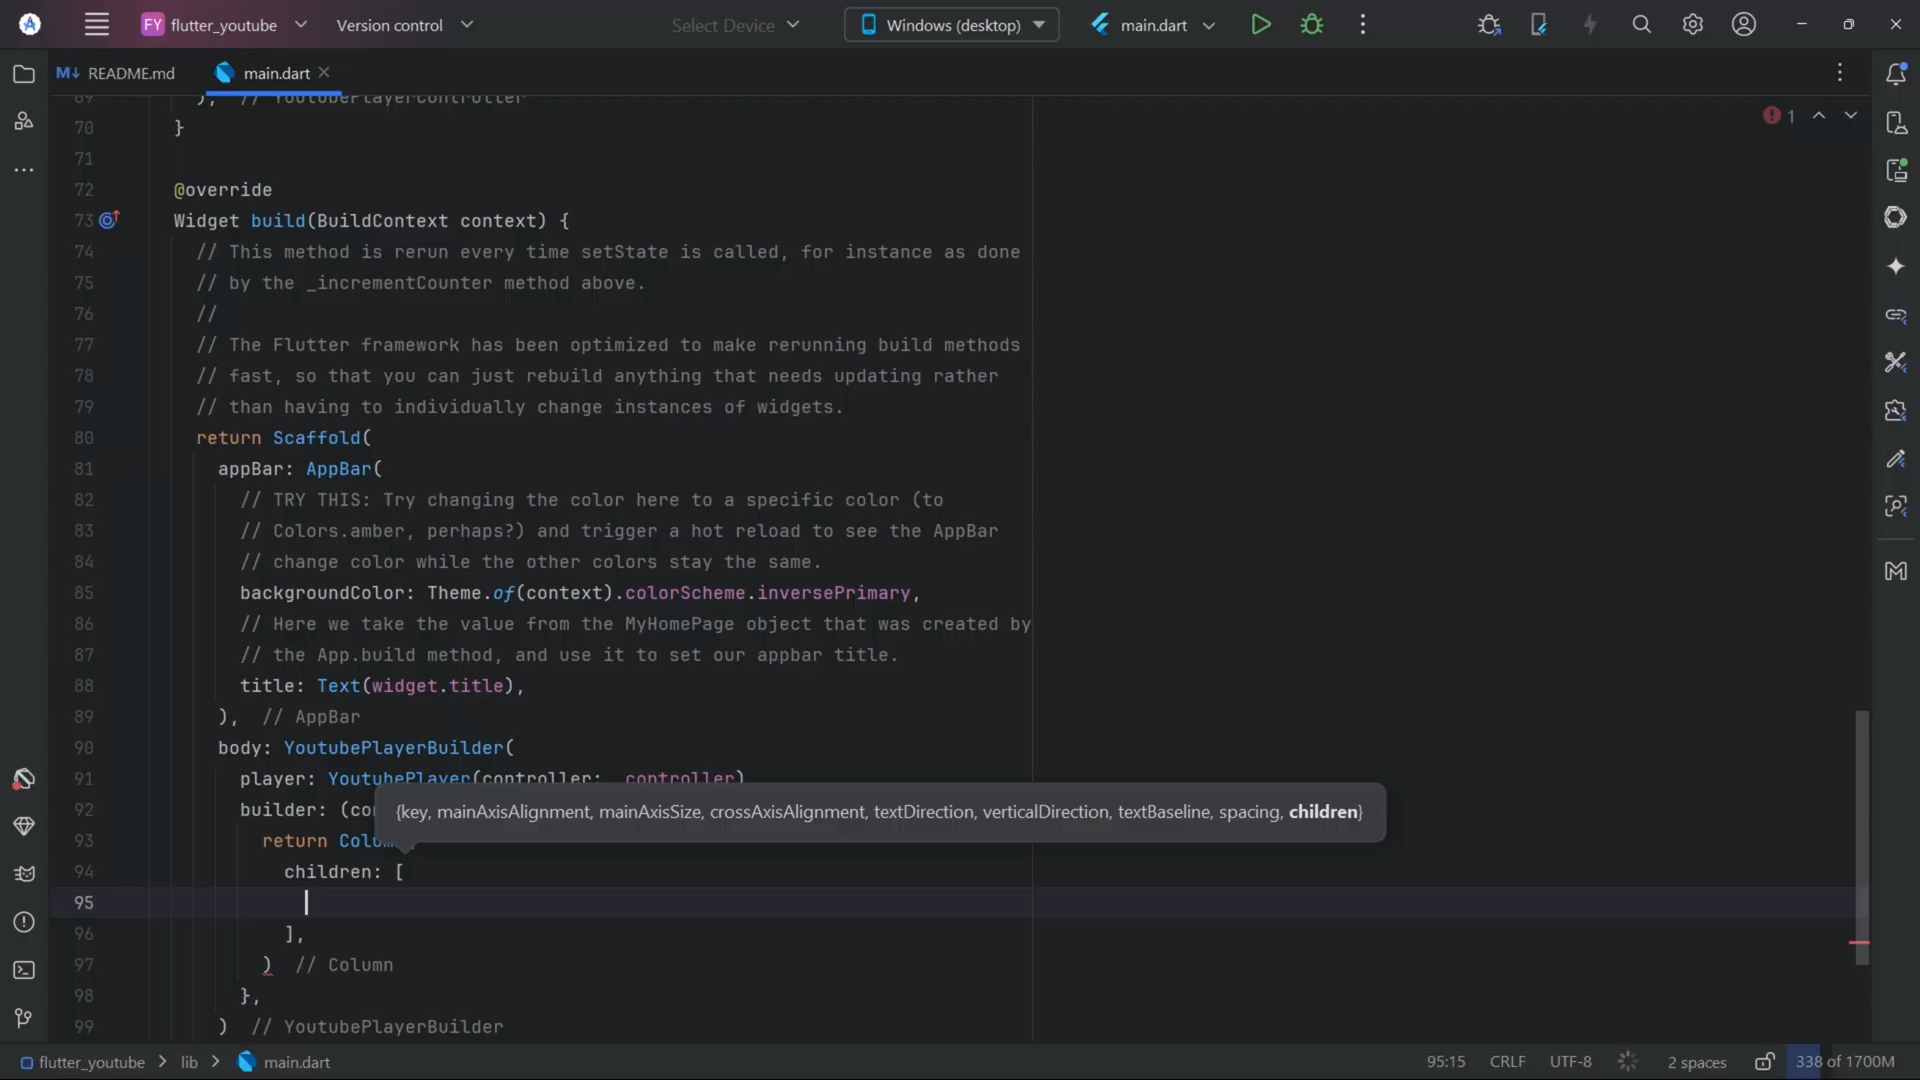 FY flutter_youtube Version control Select Device Windows (desktop) main.dart
M↓ README.md main.dart
69 ), // YoutubePlayerController
70 }
1
71
72 @override
73 Widget build(BuildContext context) {
74 // This method is rerun every time setState is called, for instance as done
75 // by the _incrementCounter method above.
76 //
77 // The Flutter framework has been optimized to make rerunning build methods
78 // fast, so that you can just rebuild anything that needs updating rather
79 // than having to individually change instances of widgets.
80 return Scaffold(
81 appBar: AppBar(
82 // TRY THIS: Try changing the color here to a specific color (to
83 // Colors.amber, perhaps?) and trigger a hot reload to see the AppBar
84 // change color while the other colors stay the same.
85 backgroundColor: Theme.of(context).colorScheme.inversePrimary,
86 // Here we take the value from the MyHomePage object that was created by
87 // the App.build method, and use it to set our appbar title.
88 title: Text(widget.title),
89 ), // AppBar
90 body: YoutubePlayerBuilder(
91 player: YoutubePlayer(controller: _controller)
92 builder: (co
{key, mainAxisAlignment, mainAxisSize, crossAxisAlignment, textDirection, verticalDirection, textBaseline, spacing, children}
93 return Colum
94 children: [
95
96 ],
97 ) // Column
98 },
99 ) // YoutubePlayerBuilder
flutter_youtube > lib > main.dart 95:15 CRLF UTF-8 2 spaces 338 of 1700M